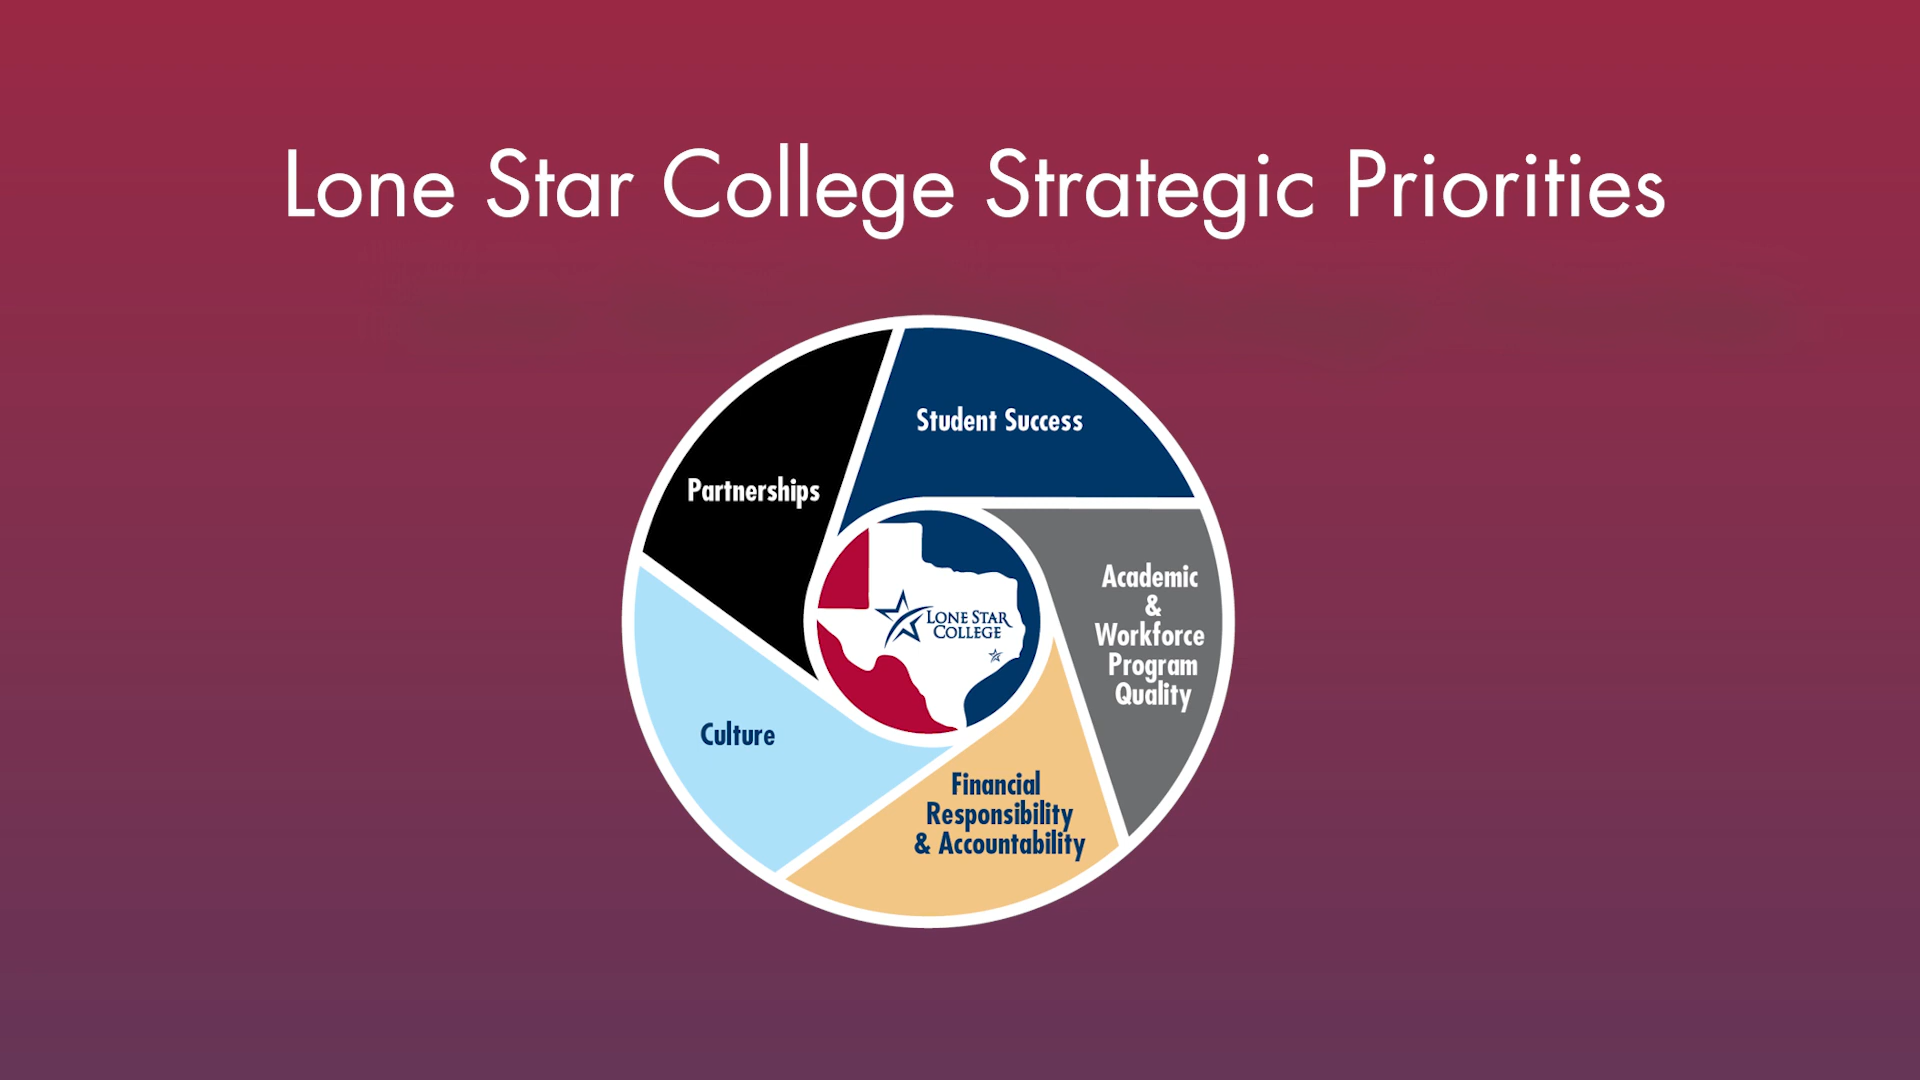 Lone Star College Strategic Priorities
Student Success
Partnerships
Academic
&
Workforce
Program
Quality
LONE STAR
COLLEGE
Culture
Financial
Responsibility
& Accountability